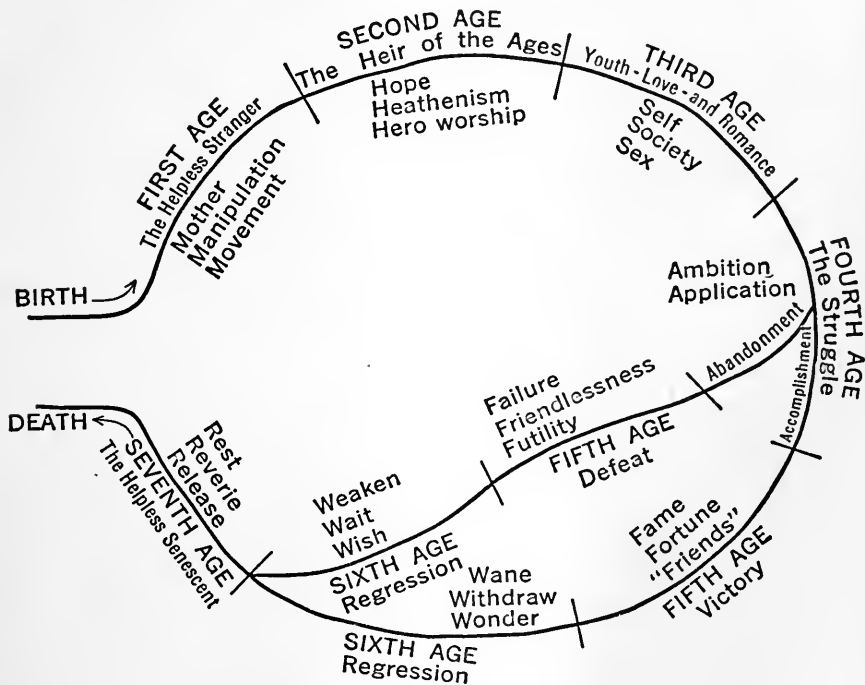 BIRTH
FIRST AGE
The Helpless Stranger
Mother
Manipulation
Movement
SECOND AGE
The Heir of the Ages
Hope
Heathenism
Hero worship
THIRD AGE
Youth-Love-and Romance
Self
Society
Sex
FOURTH AGE
The Struggle
Ambition
Application
Abandonment
Accomplishment
Failure
Friendlessness
Futility
FIFTH AGE
Defeat
Fame
Fortune
"Friends"
FIFTH AGE
Victory
Weaken
Wait
Wish
SIXTH AGE
Regression
Wane
Withdraw
Wonder
SIXTH AGE
Regression
Rest
Reverie
Release
SEVENTH AGE
The Helpless Senescent
DEATH